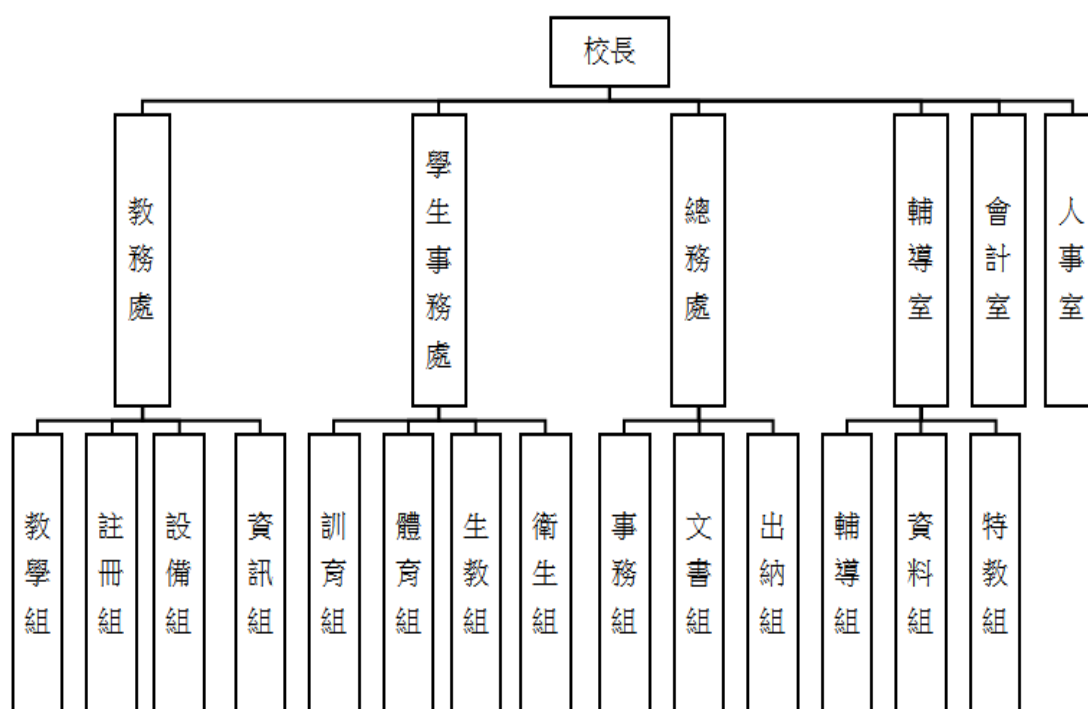 校長
教務處
學生事務處
總務處
輔導室
會計室
人事室
教學組
註冊組
設備組
資訊組
訓育組
體育組
生教組
衛生組
事務組
文書組
出納組
輔導組
資料組
特教組